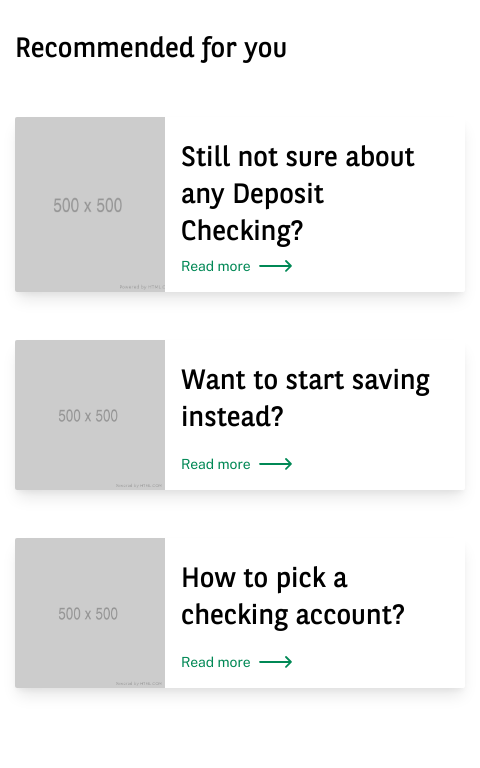 Recommended for you
500 x 500
Still not sure about
any Deposit
Checking?
Read more
500 x 500
Want to start saving
instead?
Read more
500 x 500
How to pick a
checking account?
Read more